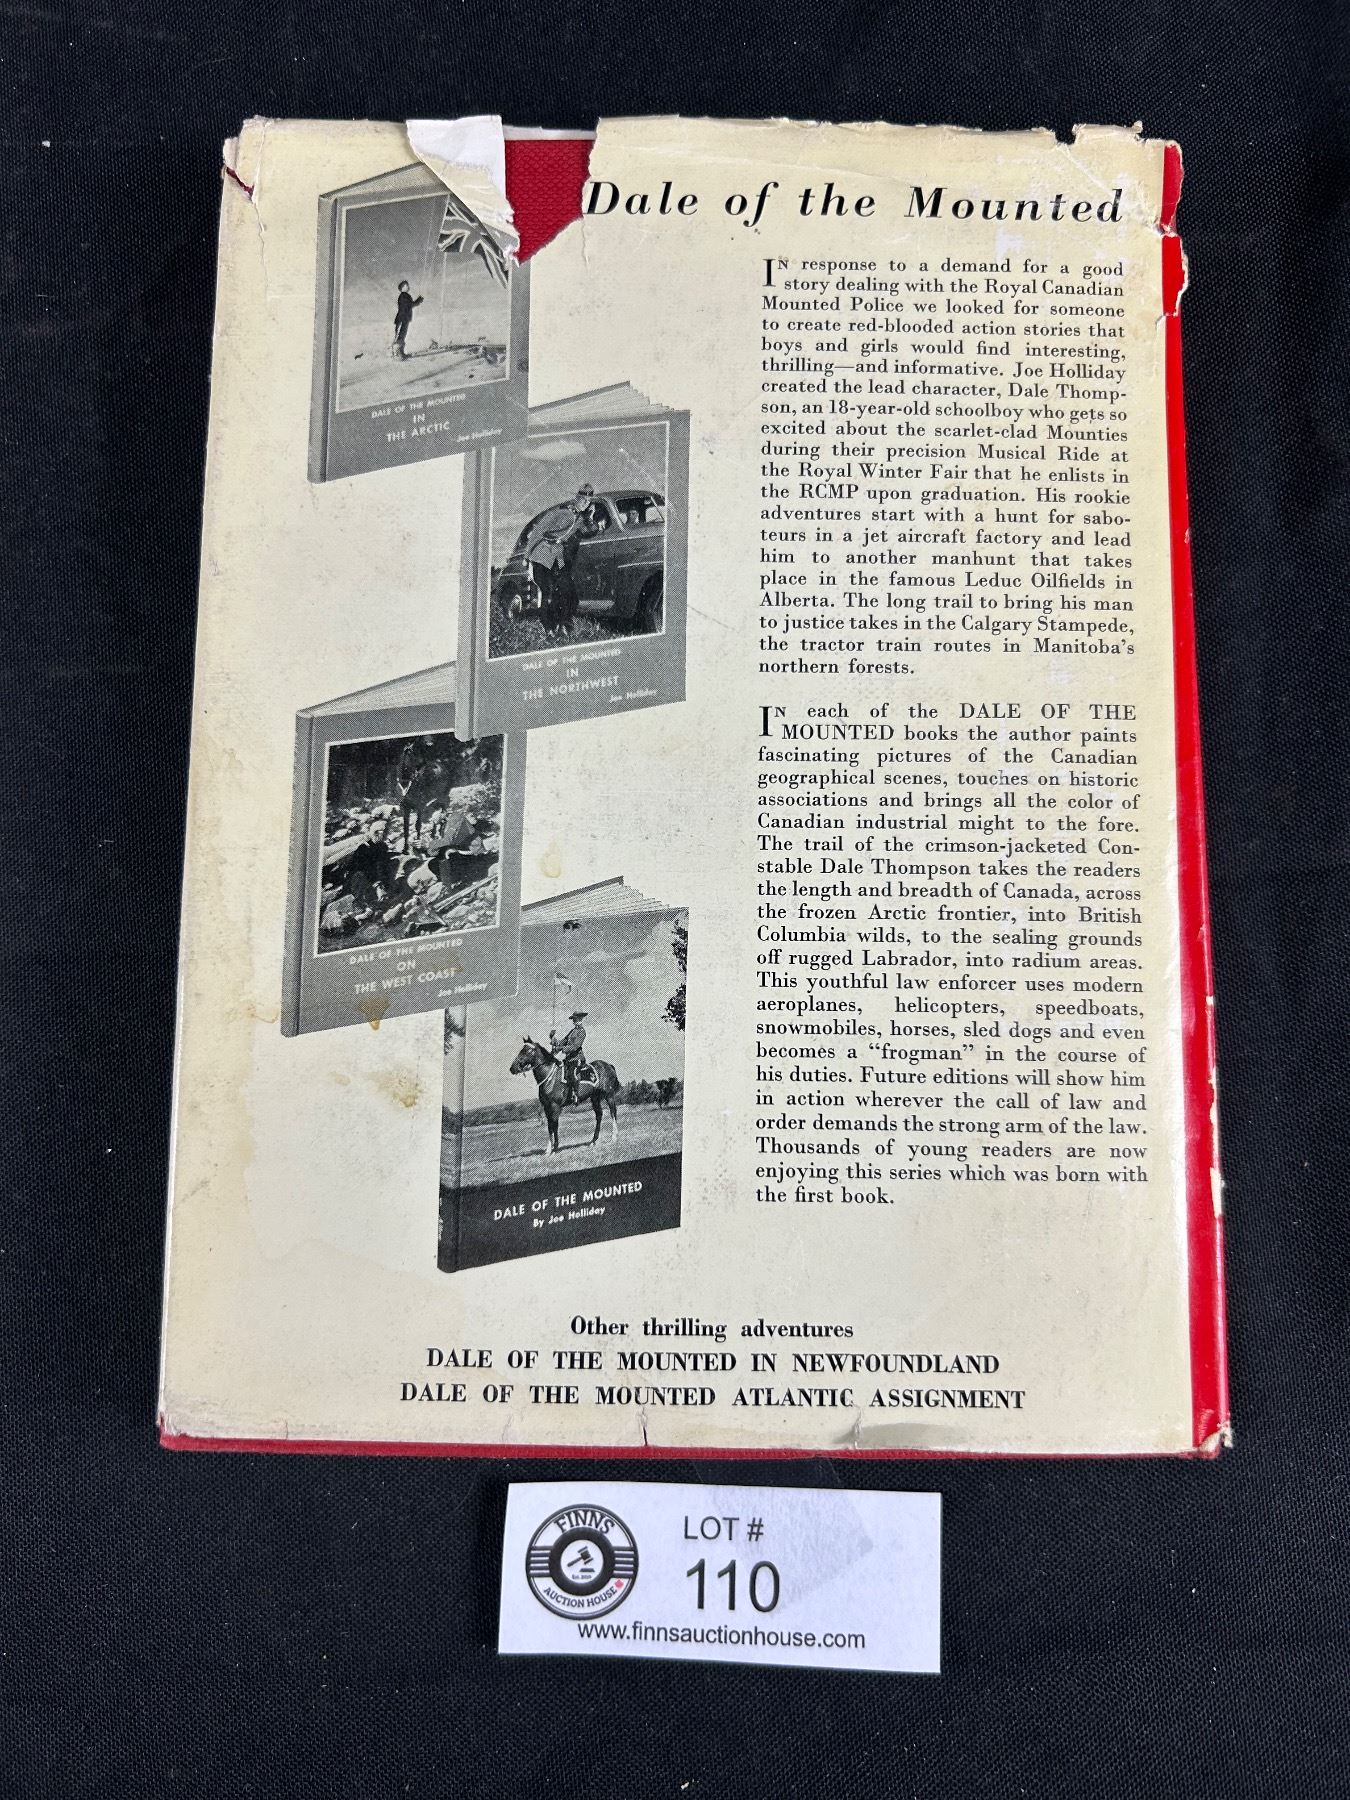 Dale of the Mounted
IN response to a demand for a good
story dealing with the Royal Canadian
Mounted Police we looked for someone
to create red-blooded action stories that
boys and girls would find interesting,
thrilling—and informative. Joe Holliday
created the lead character, Dale Thomp-
son, an 18-year-old schoolboy who gets so
excited about the scarlet-clad Mounties
during their precision Musical Ride at
the Royal Winter Fair that he enlists in
the RCMP upon graduation. His rookie
adventures start with a hunt for sabo-
teurs in a jet aircraft factory and lead
him to another manhunt that takes
place in the famous Leduc Oilfields in
Alberta. The long trail to bring his man
to justice takes in the Calgary Stampede,
the tractor train routes in Manitoba's
northern forests.
IN each of the DALE OF THE
MOUNTED books the author paints
fascinating pictures of the Canadian
geographical scenes, touches on historic
associations and brings all the color of
Canadian industrial might to the fore.
The trail of the crimson-jacketed Con-
stable Dale Thompson takes the readers
the length and breadth of Canada, across
the frozen Arctic frontier, into British
Columbia wilds, to the sealing grounds
off rugged Labrador, into radium areas.
This youthful law enforcer uses modern
aeroplanes, helicopters, speedboats,
snowmobiles, horses, sled dogs and even
becomes a “frogman” in the course of
his duties. Future editions will show him
in action wherever the call of law and
order demands the strong arm of the law.
Thousands of young readers are now
enjoying this series which was born with
the first book.
DALE OF THE MOUNTED
IN
THE ARCTIC
Joe Holliday
DALE OF THE MOUNTED
IN
THE NORTHWEST
Joe Holliday
DALE OF THE MOUNTED
ON
THE WEST COAST
Joe Holliday
DALE OF THE MOUNTED
By Joe Holliday
Other thrilling adventures
DALE OF THE MOUNTED IN NEWFOUNDLAND
DALE OF THE MOUNTED ATLANTIC ASSIGNMENT
FINNS
AUCTION HOUSE
LOT #
110
www.finnsauctionhouse.com